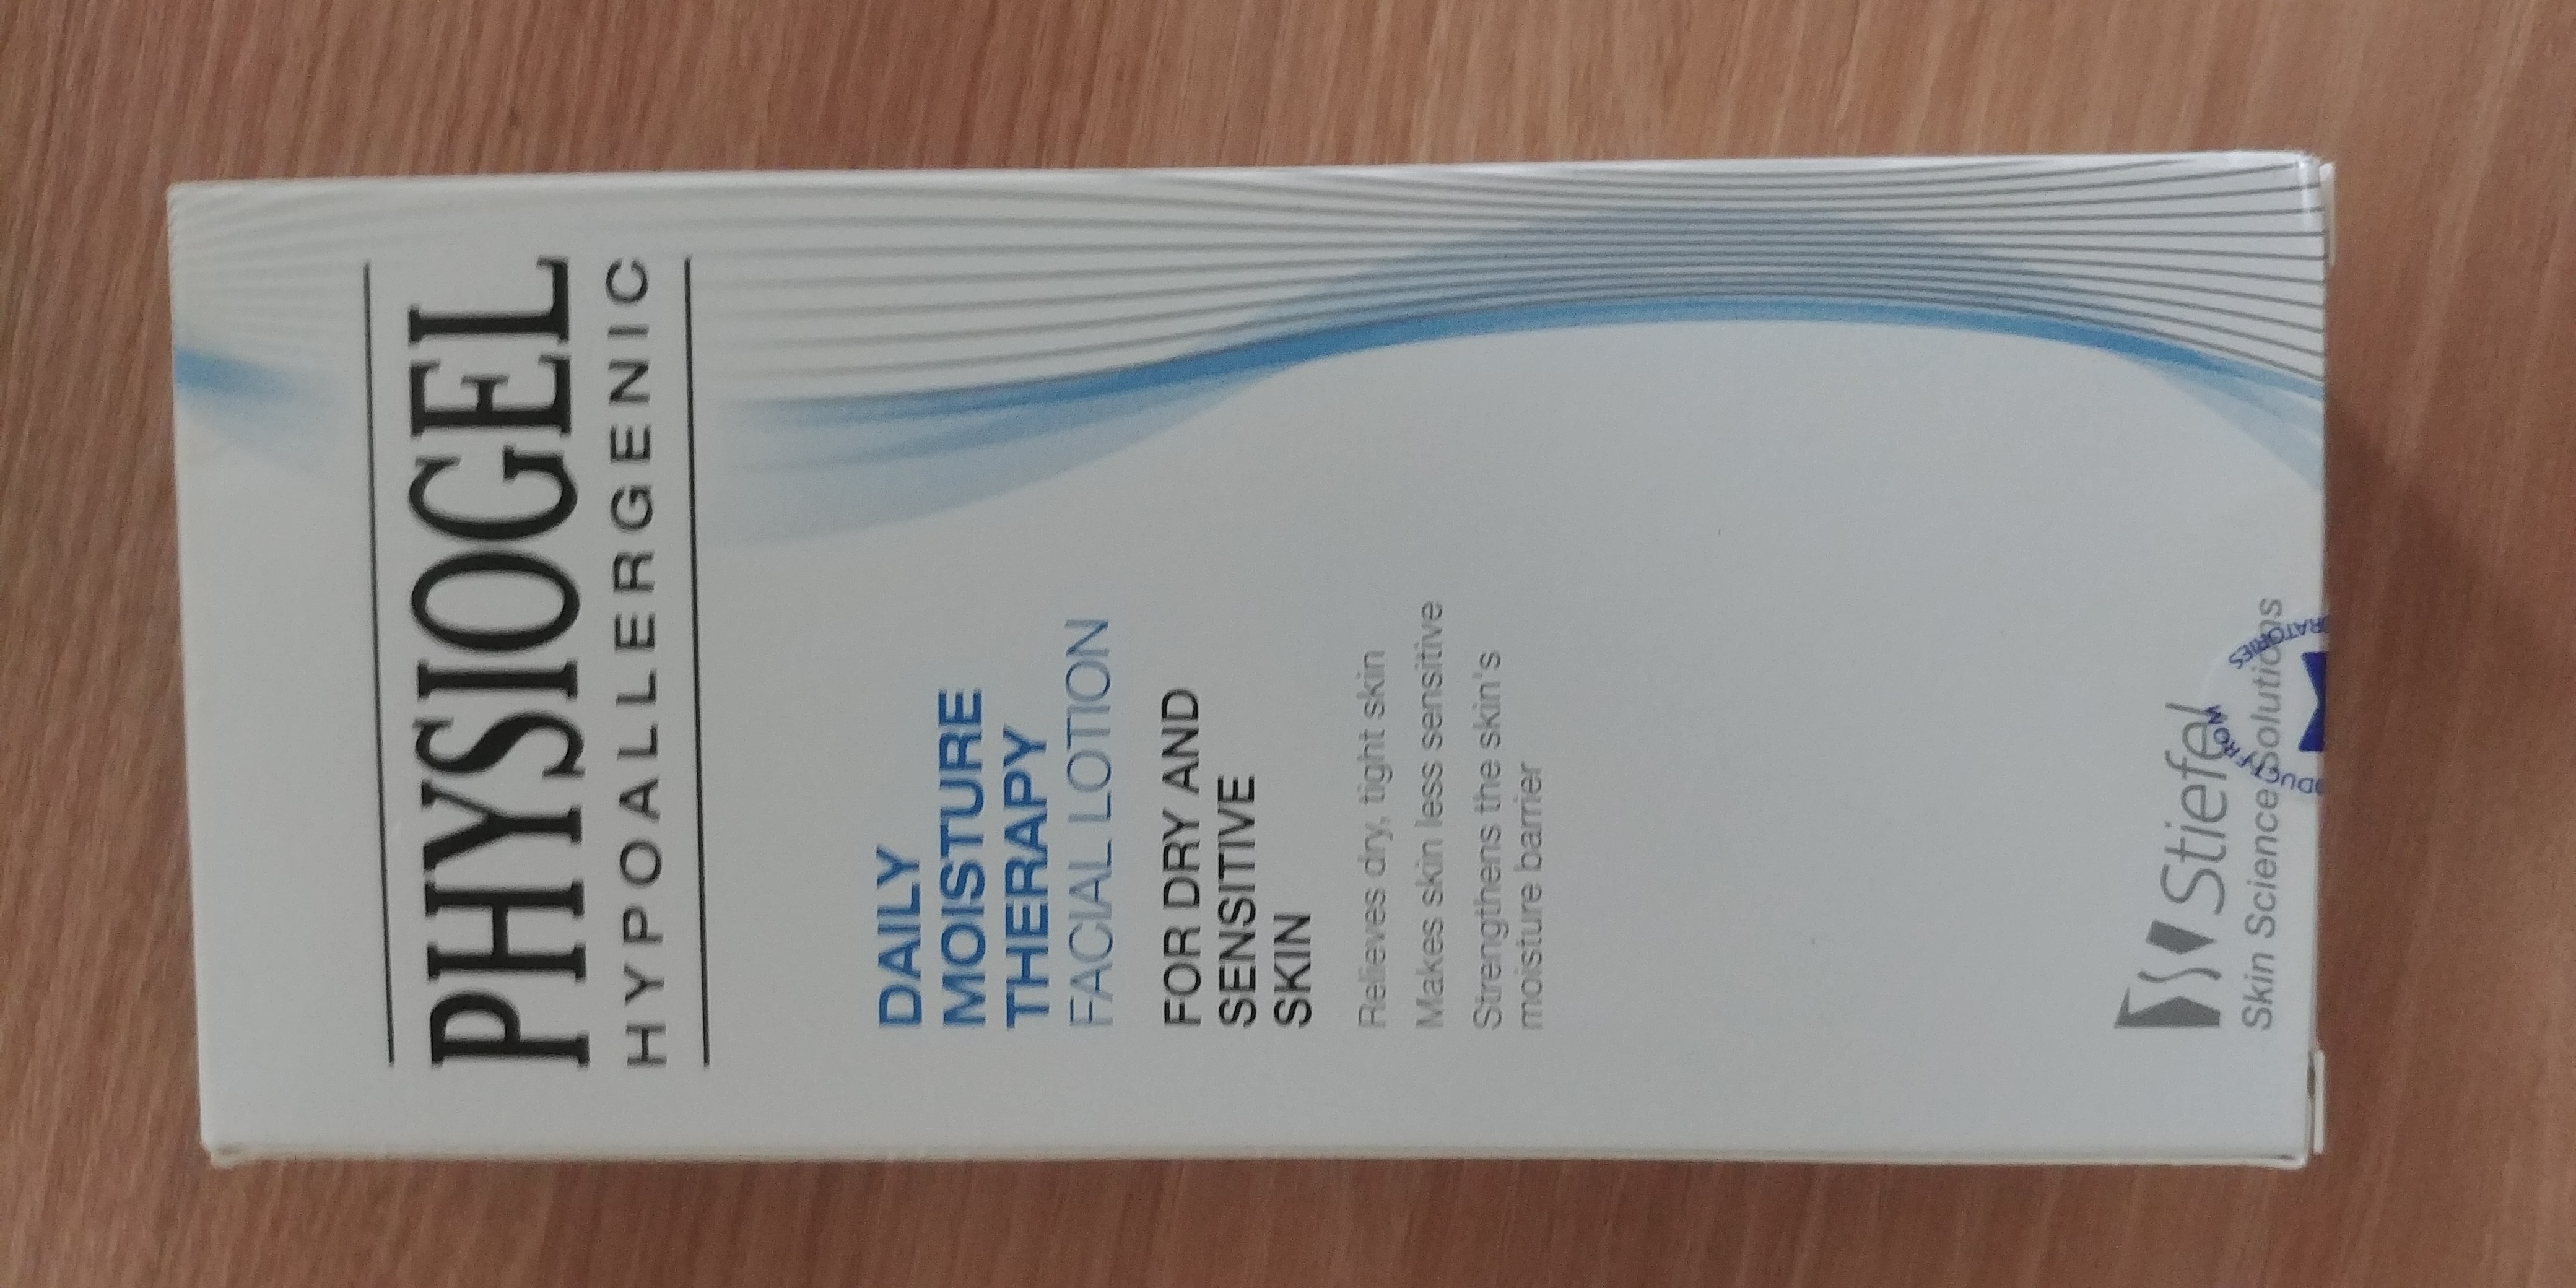 PHYSIOGEL
HYPOALLERGENIC
DAILY
MOISTURE
THERAPY
FACIAL LOTION
FOR DRY AND
SENSITIVE
SKIN
Relieves dry, tight skin
Makes skin less sensitive
Strengthens the skin's
moisture barrier
Stiefel
Skin Science Solutions
FROM